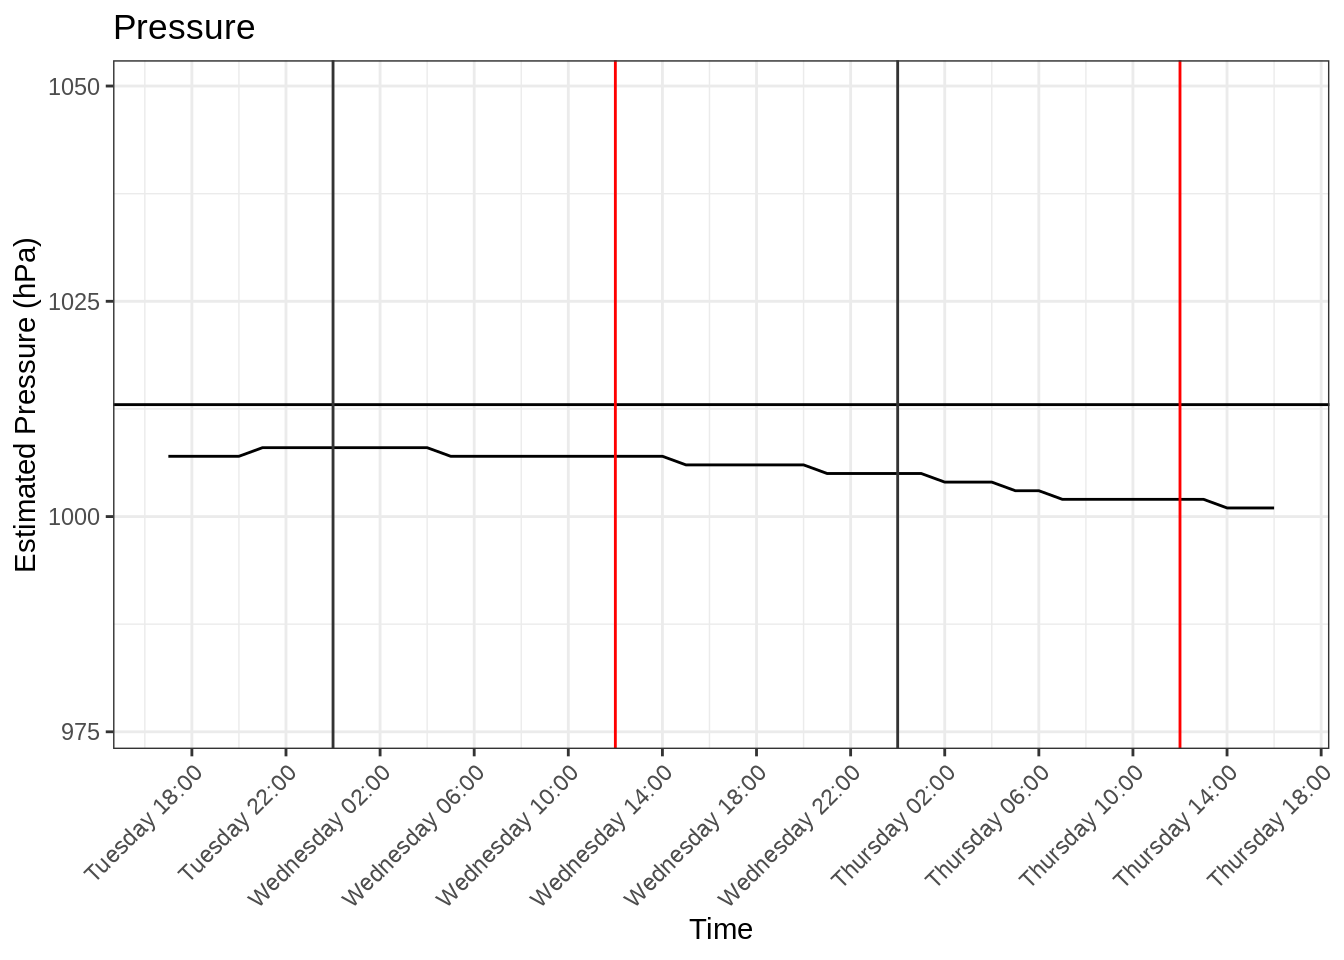 Pressure
Estimated Pressure (hPa)
1050
1025
1000
975
Tuesday 18:00
Tuesday 22:00
Wednesday 02:00
Wednesday 06:00
Wednesday 10:00
Wednesday 14:00
Wednesday 18:00
Wednesday 22:00
Thursday 02:00
Thursday 06:00
Thursday 10:00
Thursday 14:00
Thursday 18:00
Time